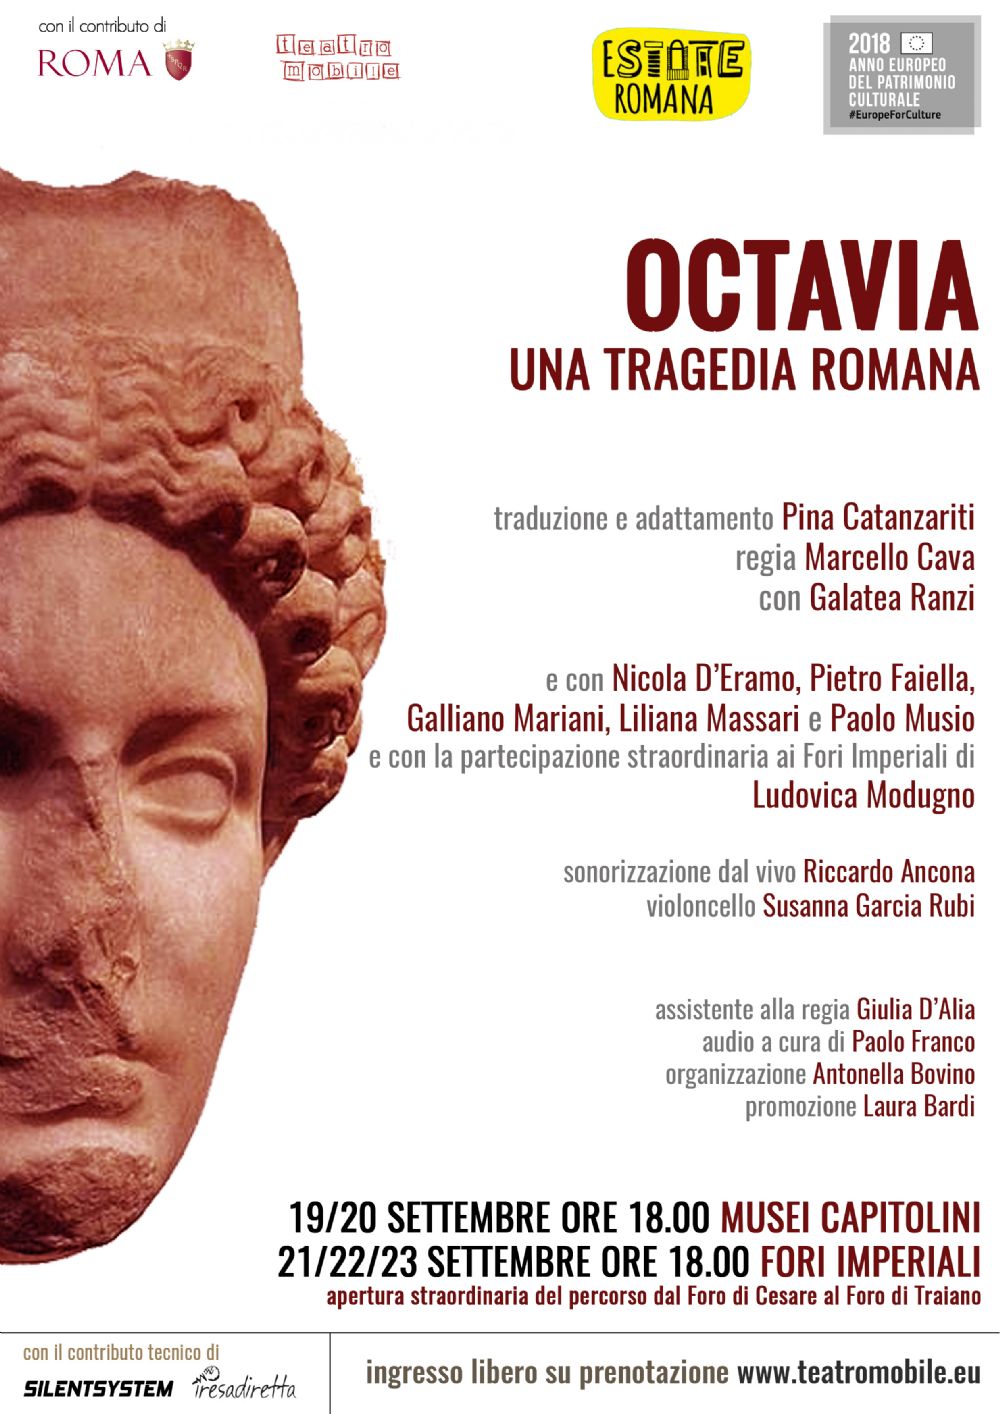 con il contributo di
ROMA
teatro
mobile
ESTATE
ROMANA
2018
ANNO EUROPEO
DEL PATRIMONIO
CULTURALE
#EuropeForCulture
OCTAVIA
UNA TRAGEDIA ROMANA
traduzione e adattamento Pina Catanzariti
regia Marcello Cava
con Galatea Ranzi
e con Nicola D'Eramo, Pietro Faiella,
Galliano Mariani, Liliana Massari e Paolo Musio
e con la partecipazione straordinaria ai Fori Imperiali di
Ludovica Modugno
sonorizzazione dal vivo Riccardo Ancona
violoncello Susanna Garcia Rubi
assistente alla regia Giulia D'Alia
audio a cura di Paolo Franco
organizzazione Antonella Bovino
promozione Laura Bardi
19/20 SETTEMBRE ORE 18.00 MUSEI CAPITOLINI
21/22/23 SETTEMBRE ORE 18.00 FORI IMPERIALI
apertura straordinaria del percorso dal Foro di Cesare al Foro di Traiano
con il contributo tecnico di
SILENTSYSTEM tresadiretta
ingresso libero su prenotazione www.teatromobile.eu